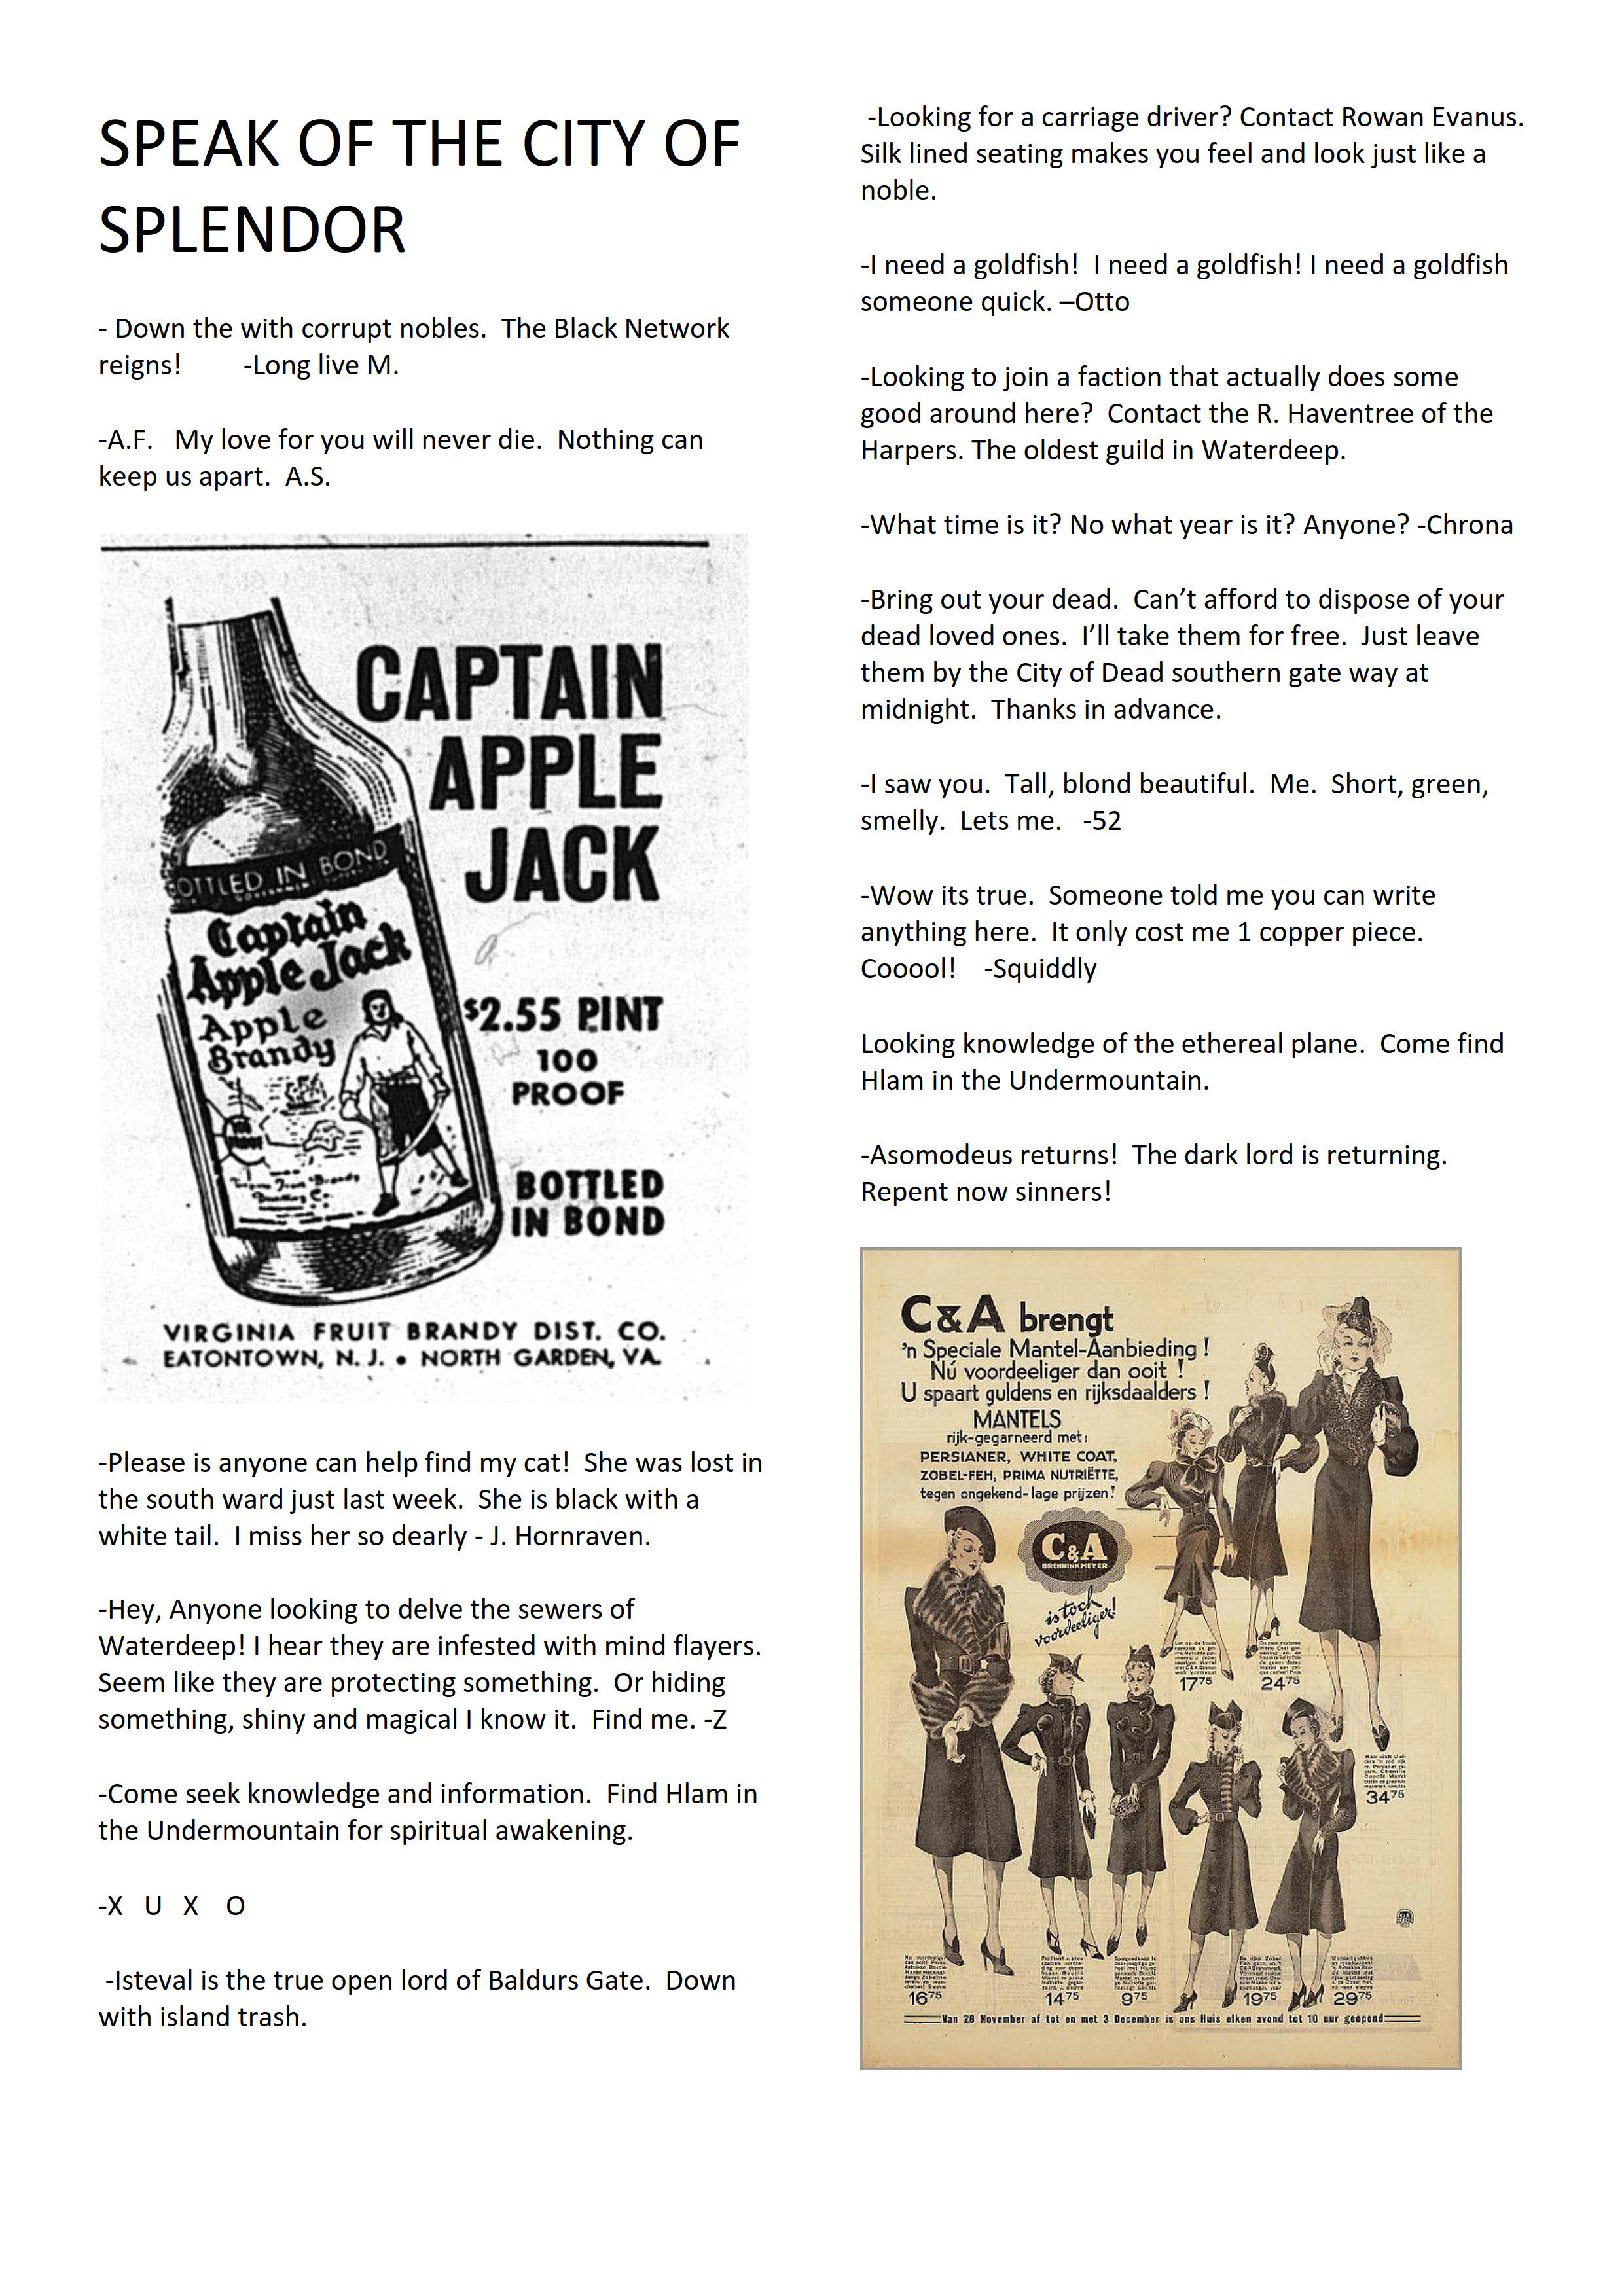 SPEAK OF THE CITY OF
SPLENDOR
- Down the with corrupt nobles.  The Black Network
reigns!        -Long live M.
-A.F.   My love for you will never die.  Nothing can
keep us apart.  A.S.
CAPTAIN
APPLE
JACK
BOTTLED IN BOND
Captain
Apple Jack
Apple
Brandy
$2.55 PINT
100
PROOF
BOTTLED
IN BOND
VIRGINIA FRUIT BRANDY DIST. CO.
EATONTOWN, N. J. • NORTH GARDEN, VA.
-Please is anyone can help find my cat!  She was lost in
the south ward just last week.  She is black with a
white tail.  I miss her so dearly - J. Hornraven.
-Hey, Anyone looking to delve the sewers of
Waterdeep! I hear they are infested with mind flayers.
Seem like they are protecting something.  Or hiding
something, shiny and magical I know it.  Find me. -Z
-Come seek knowledge and information.  Find Hlam in
the Undermountain for spiritual awakening.
-X   U   X    O
-Isteval is the true open lord of Baldurs Gate.  Down
with island trash.
-Looking for a carriage driver? Contact Rowan Evanus.
Silk lined seating makes you feel and look just like a
noble.
-I need a goldfish!  I need a goldfish! I need a goldfish
someone quick. –Otto
-Looking to join a faction that actually does some
good around here?  Contact the R. Haventree of the
Harpers. The oldest guild in Waterdeep.
-What time is it? No what year is it? Anyone? -Chrona
-Bring out your dead.  Can’t afford to dispose of your
dead loved ones.  I’ll take them for free.  Just leave
them by the City of Dead southern gate way at
midnight.  Thanks in advance.
-I saw you.  Tall, blond beautiful.  Me.  Short, green,
smelly.  Lets me.   -52
-Wow its true.  Someone told me you can write
anything here.  It only cost me 1 copper piece.
Cooool!    -Squiddly
Looking knowledge of the ethereal plane.  Come find
Hlam in the Undermountain.
-Asomodeus returns!  The dark lord is returning.
Repent now sinners!
C&A brengt
'n Speciale Mantel-Aanbieding !
Nú voordeeliger dan ooit !
U spaart guldens en rijksdaalders !
MANTELS
rijk-gegarneerd met:
PERSIANER, WHITE COAT,
ZOBEL-FEH, PRIMA NUTRIËTTE,
tegen ongekend-lage prijzen!
C&A
BRENNINKMEYER
is toch
voordeeliger!
17 75
24 75
34 75
16 75
14 75
9 75
19 75
29 75
Van 28 November af tot en met 3 December is ons Huis elken avond tot 10 uur geopend